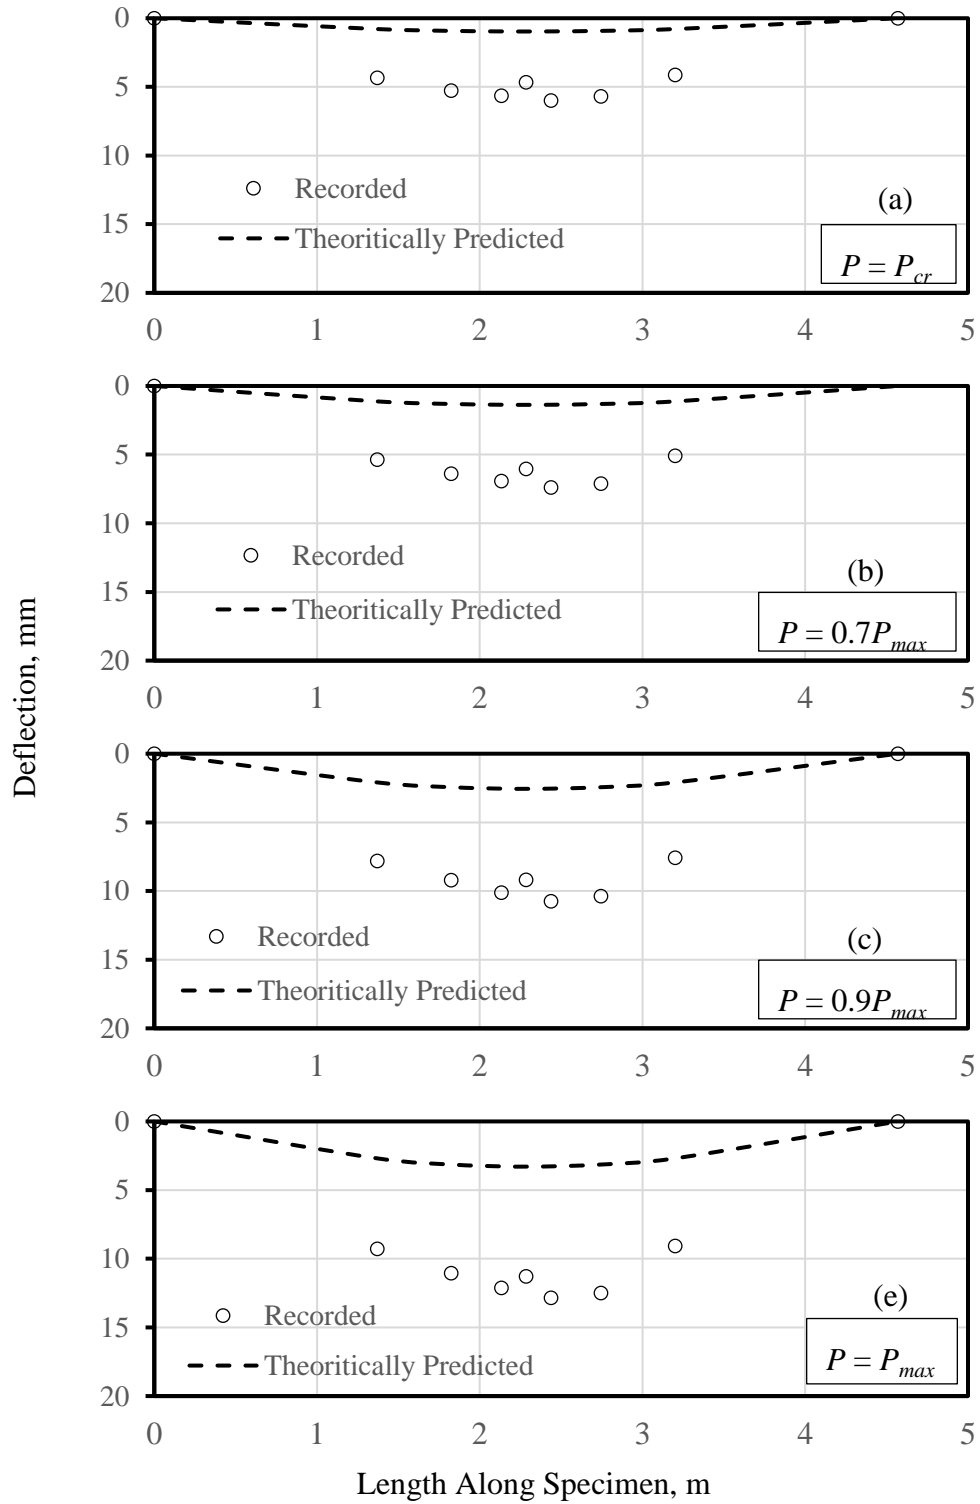 0
5
10
15
20
Recorded
Theoritically Predicted
(a)
P = Pcr
0 1 2 3 4 5
0
5
10
15
20
Recorded
Theoritically Predicted
(b)
P = 0.7Pmax
0 1 2 3 4 5
Deflection, mm
0
5
10
15
20
Recorded
Theoritically Predicted
(c)
P = 0.9Pmax
0 1 2 3 4 5
0
5
10
15
20
Recorded
Theoritically Predicted
(e)
P = Pmax
0 1 2 3 4 5
Length Along Specimen, m